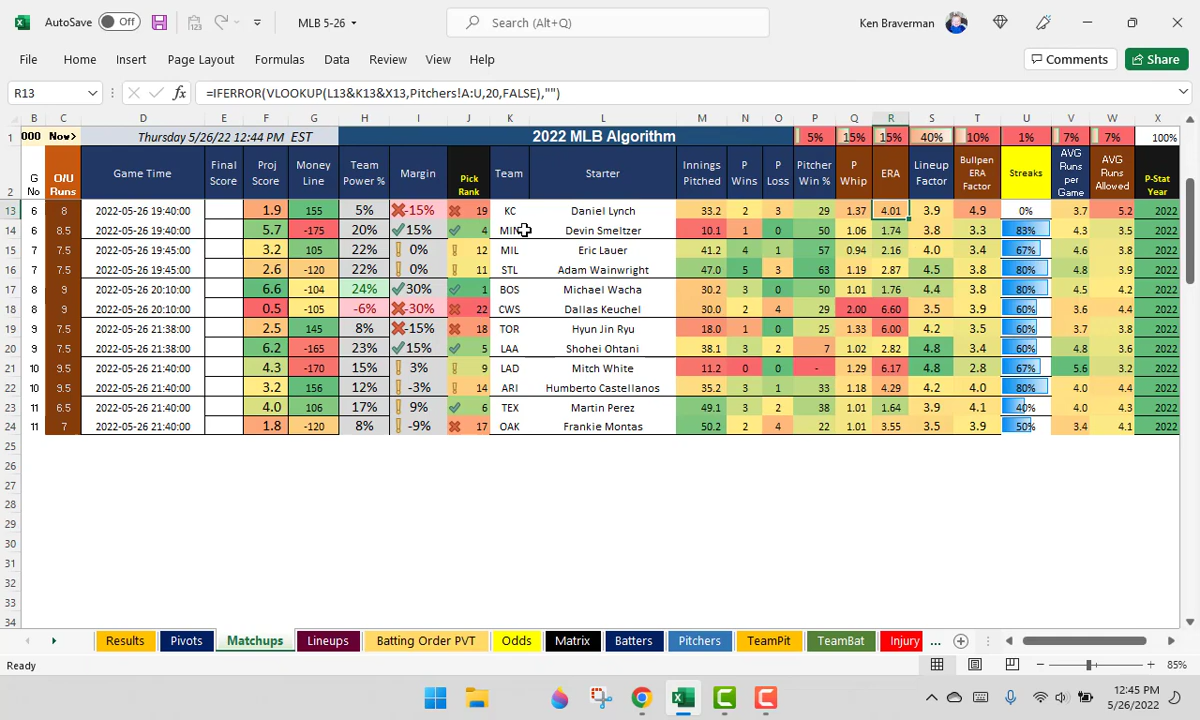 AutoSave Off MLB 5-26 Search (Alt+Q) Ken Braverman
File Home Insert Page Layout Formulas Data Review View Help Comments Share
R13 fx =IFERROR(VLOOKUP(L13&K13&X13,Pitchers!A:U,20,FALSE),"")
B C D E F G H I J K L M N O P Q R S T U V W X
1 000 Now> Thursday 5/26/22 12:44 PM EST 2022 MLB Algorithm 5% 15% 15% 40% 10% 1% 7% 7% 100%
2 G No O/U Runs Game Time Final Score Proj Score Money Line Team Power % Margin Pick Rank Team Starter Innings Pitched P Wins P Loss Pitcher Win % P Whip ERA Lineup Factor Bullpen ERA Factor Streaks AVG Runs per Game AVG Runs Allowed P-Stat Year
13 6 8 2022-05-26 19:40:00 1.9 155 5% -15% 19 KC Daniel Lynch 33.2 2 3 29 1.37 4.01 3.9 4.9 0% 3.7 5.2 2022
14 6 8.5 2022-05-26 19:40:00 5.7 -175 20% 15% 4 MIN Devin Smeltzer 10.1 1 0 50 1.06 1.74 3.8 3.3 83% 4.3 3.5 2022
15 7 7.5 2022-05-26 19:45:00 3.2 105 22% 0% 12 MIL Eric Lauer 41.2 4 1 57 0.94 2.16 4.0 3.8 67% 4.6 3.8 2022
16 7 7.5 2022-05-26 19:45:00 2.6 -120 22% 0% 11 STL Adam Wainwright 47.0 5 3 63 1.19 2.87 4.5 3.8 80% 4.8 3.9 2022
17 8 9 2022-05-26 20:10:00 6.6 -104 24% 30% 1 BOS Michael Wacha 30.2 3 0 50 1.01 1.76 4.9 3.8 80% 4.5 4.2 2022
18 8 9 2022-05-26 20:10:00 0.5 -105 -6% -30% 22 CWS Dallas Keuchel 30.0 2 4 29 2.00 6.60 3.5 3.9 60% 3.6 4.4 2022
19 9 7.5 2022-05-26 21:38:00 2.5 145 8% -15% 18 TOR Hyun Jin Ryu 18.0 1 0 25 1.33 6.00 4.2 3.5 60% 3.7 3.8 2022
20 9 7.5 2022-05-26 21:38:00 6.2 -165 23% 15% 5 LAA Shohei Ohtani 38.1 3 2 7 1.02 2.82 4.8 3.4 60% 4.8 3.6 2022
21 10 9.5 2022-05-26 21:40:00 4.3 -170 15% 3% 9 LAD Mitch White 11.2 0 0 - 1.29 6.17 4.8 2.8 67% 5.6 3.2 2022
22 10 9.5 2022-05-26 21:40:00 3.2 156 12% -3% 14 ARI Humberto Castellanos 35.2 3 1 33 1.18 4.29 4.2 4.0 80% 4.0 4.4 2022
23 11 6.5 2022-05-26 21:40:00 4.0 106 17% 9% 6 TEX Martin Perez 49.1 3 2 38 1.01 1.64 3.9 4.1 40% 4.0 4.3 2022
24 11 7 2022-05-26 21:40:00 1.8 -120 8% -9% 17 OAK Frankie Montas 50.2 2 4 22 1.01 3.55 3.5 3.9 50% 3.4 4.1 2022
25
26
27
28
29
30
31
32
33
34
Results Pivots Matchups Lineups Batting Order PVT Odds Matrix Batters Pitchers TeamPit TeamBat Injury ...
Ready 85%
12:45 PM
5/26/2022